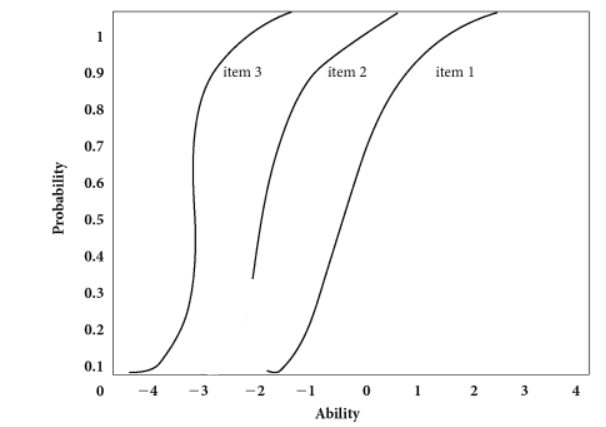 1
0.9
0.8
0.7
0.6
0.5
0.4
0.3
0.2
0.1
Probability
item 3
item 2
item 1
0 −4 −3 −2 −1 0 1 2 3 4
Ability